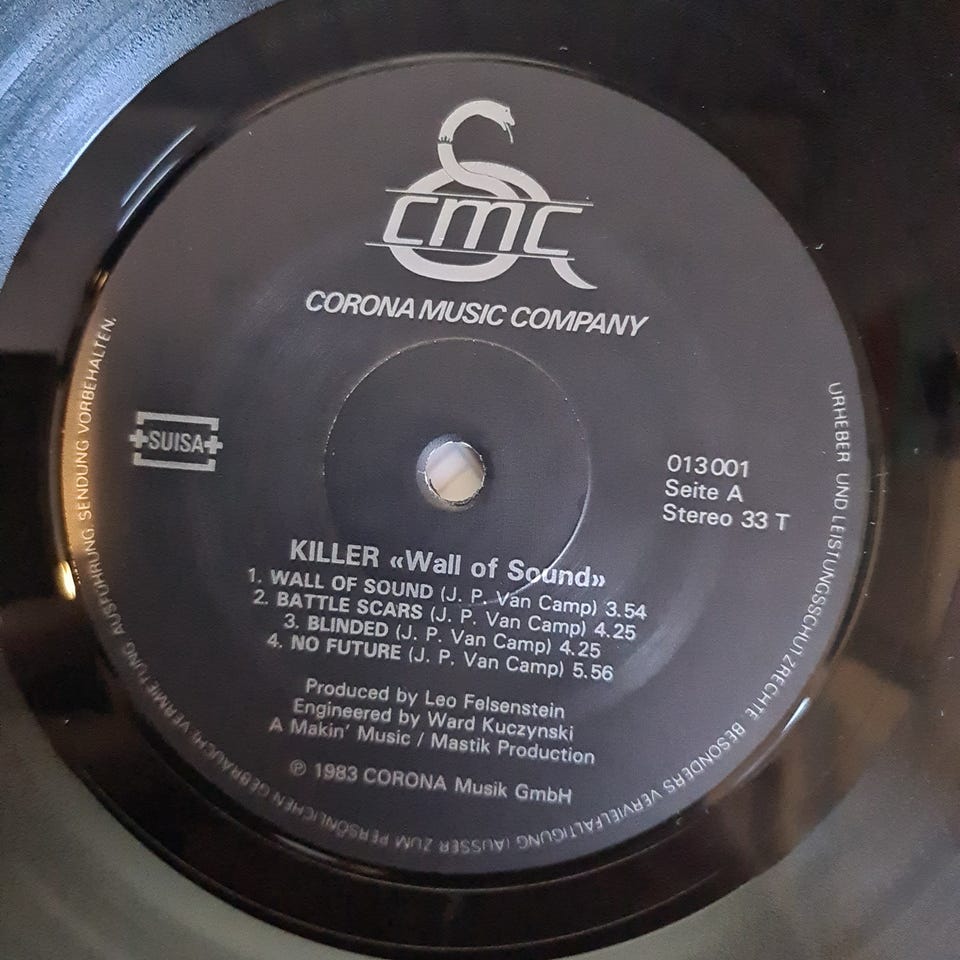 cmc
CORONA MUSIC COMPANY
SUISA
013 001
Seite A
Stereo 33 T
KILLER «Wall of Sound»
1. WALL OF SOUND (J. P. Van Camp) 3.54
2. BATTLE SCARS (J. P. Van Camp) 4.25
3. BLINDED (J. P. Van Camp) 4.25
4. NO FUTURE (J. P. Van Camp) 5.56
Produced by Leo Felsenstein
Engineered by Ward Kuczynski
A Makin' Music / Mastik Production
℗ 1983 CORONA Musik GmbH
URHEBER UND LEISTUNGSSCHUTZRECHTE BESONDERS VERVIELFÄLTIGUNG (AUSSER ZUM PERSÖNLICHEN GEBRAUCH) VERMIETUNG, AUSFÜHRUNG, SENDUNG VORBEHALTEN.